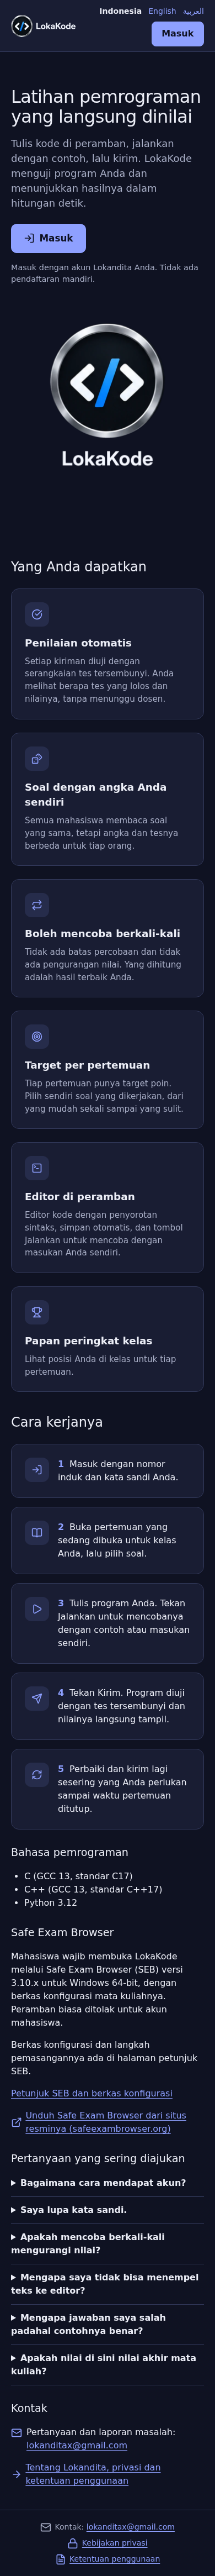 LokaKode
Indonesia English العربية
Masuk
Latihan pemrograman
yang langsung dinilai
Tulis kode di peramban, jalankan
dengan contoh, lalu kirim. LokaKode
menguji program Anda dan
menunjukkan hasilnya dalam
hitungan detik.
Masuk
Masuk dengan akun Lokandita Anda. Tidak ada
pendaftaran mandiri.
LokaKode
Yang Anda dapatkan
Penilaian otomatis
Setiap kiriman diuji dengan
serangkaian tes tersembunyi. Anda
melihat berapa tes yang lolos dan
nilainya, tanpa menunggu dosen.
Soal dengan angka Anda
sendiri
Semua mahasiswa membaca soal
yang sama, tetapi angka dan tesnya
berbeda untuk tiap orang.
Boleh mencoba berkali-kali
Tidak ada batas percobaan dan tidak
ada pengurangan nilai. Yang dihitung
adalah hasil terbaik Anda.
Target per pertemuan
Tiap pertemuan punya target poin.
Pilih sendiri soal yang dikerjakan, dari
yang mudah sekali sampai yang sulit.
Editor di peramban
Editor kode dengan penyorotan
sintaks, simpan otomatis, dan tombol
Jalankan untuk mencoba dengan
masukan Anda sendiri.
Papan peringkat kelas
Lihat posisi Anda di kelas untuk tiap
pertemuan.
Cara kerjanya
1 Masuk dengan nomor
induk dan kata sandi Anda.
2 Buka pertemuan yang
sedang dibuka untuk kelas
Anda, lalu pilih soal.
3 Tulis program Anda. Tekan
Jalankan untuk mencobanya
dengan contoh atau masukan
sendiri.
4 Tekan Kirim. Program diuji
dengan tes tersembunyi dan
nilainya langsung tampil.
5 Perbaiki dan kirim lagi
sesering yang Anda perlukan
sampai waktu pertemuan
ditutup.
Bahasa pemrograman
• C (GCC 13, standar C17)
• C++ (GCC 13, standar C++17)
• Python 3.12
Safe Exam Browser
Mahasiswa wajib membuka LokaKode
melalui Safe Exam Browser (SEB) versi
3.10.x untuk Windows 64-bit, dengan
berkas konfigurasi mata kuliahnya.
Peramban biasa ditolak untuk akun
mahasiswa.
Berkas konfigurasi dan langkah
pemasangannya ada di halaman petunjuk
SEB.
Petunjuk SEB dan berkas konfigurasi
Unduh Safe Exam Browser dari situs
resminya (safeexambrowser.org)
Pertanyaan yang sering diajukan
Bagaimana cara mendapat akun?
Saya lupa kata sandi.
Apakah mencoba berkali-kali
mengurangi nilai?
Mengapa saya tidak bisa menempel
teks ke editor?
Mengapa jawaban saya salah
padahal contohnya benar?
Apakah nilai di sini nilai akhir mata
kuliah?
Kontak
Pertanyaan dan laporan masalah:
lokanditax@gmail.com
Tentang Lokandita, privasi dan
ketentuan penggunaan
Kontak: lokanditax@gmail.com
Kebijakan privasi
Ketentuan penggunaan